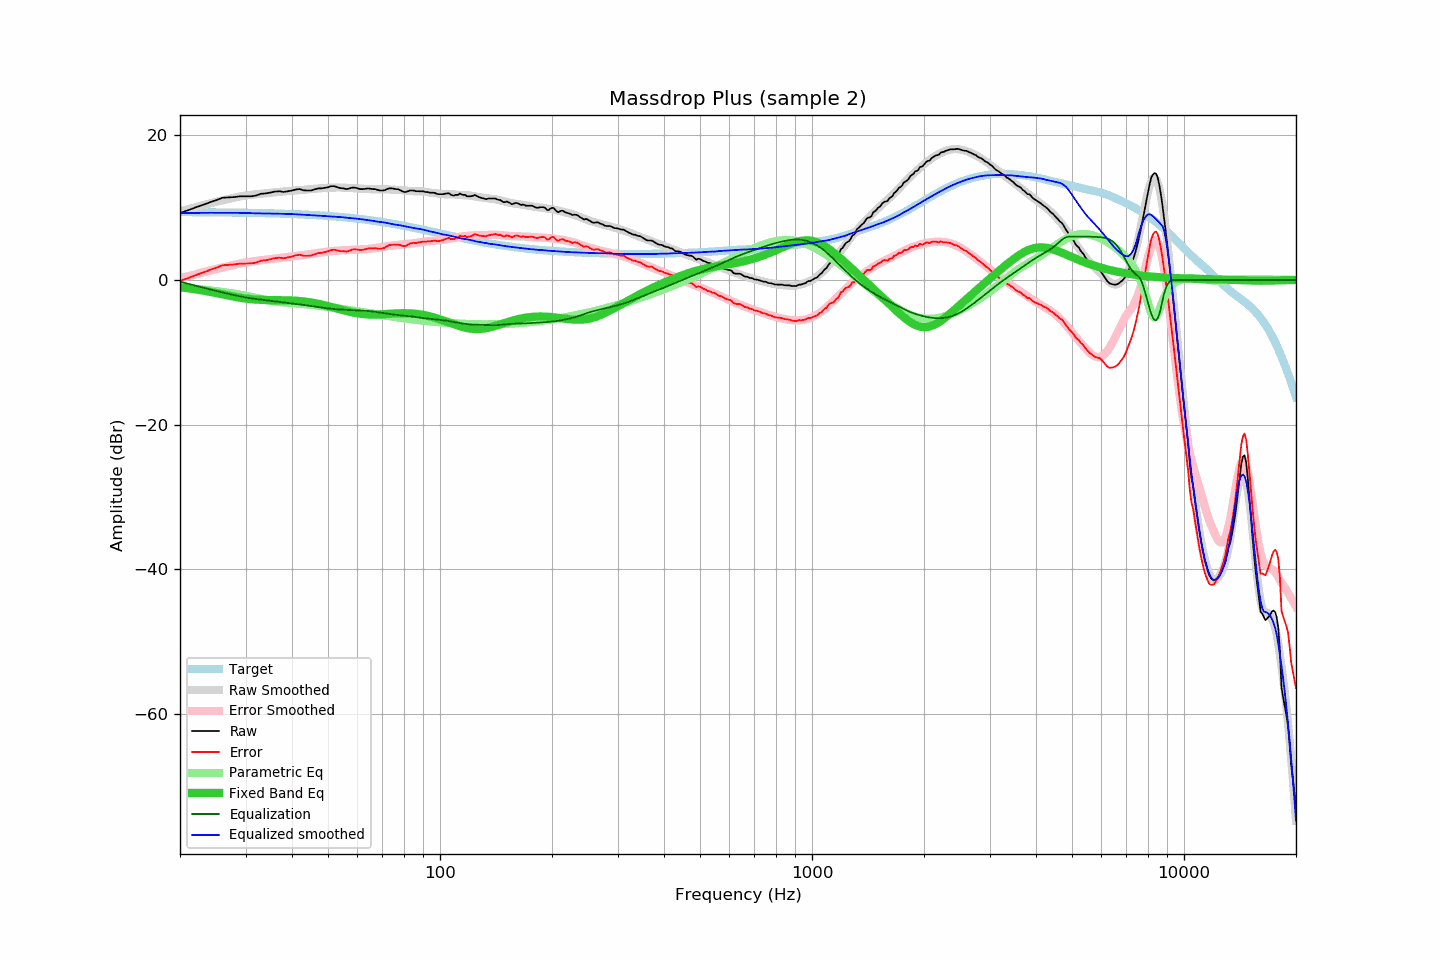 Massdrop Plus (sample 2)
20
0
−20
−40
−60
Amplitude (dBr)
Target
Raw Smoothed
Error Smoothed
Raw
Error
Parametric Eq
Fixed Band Eq
Equalization
Equalized smoothed
100
1000
10000
Frequency (Hz)